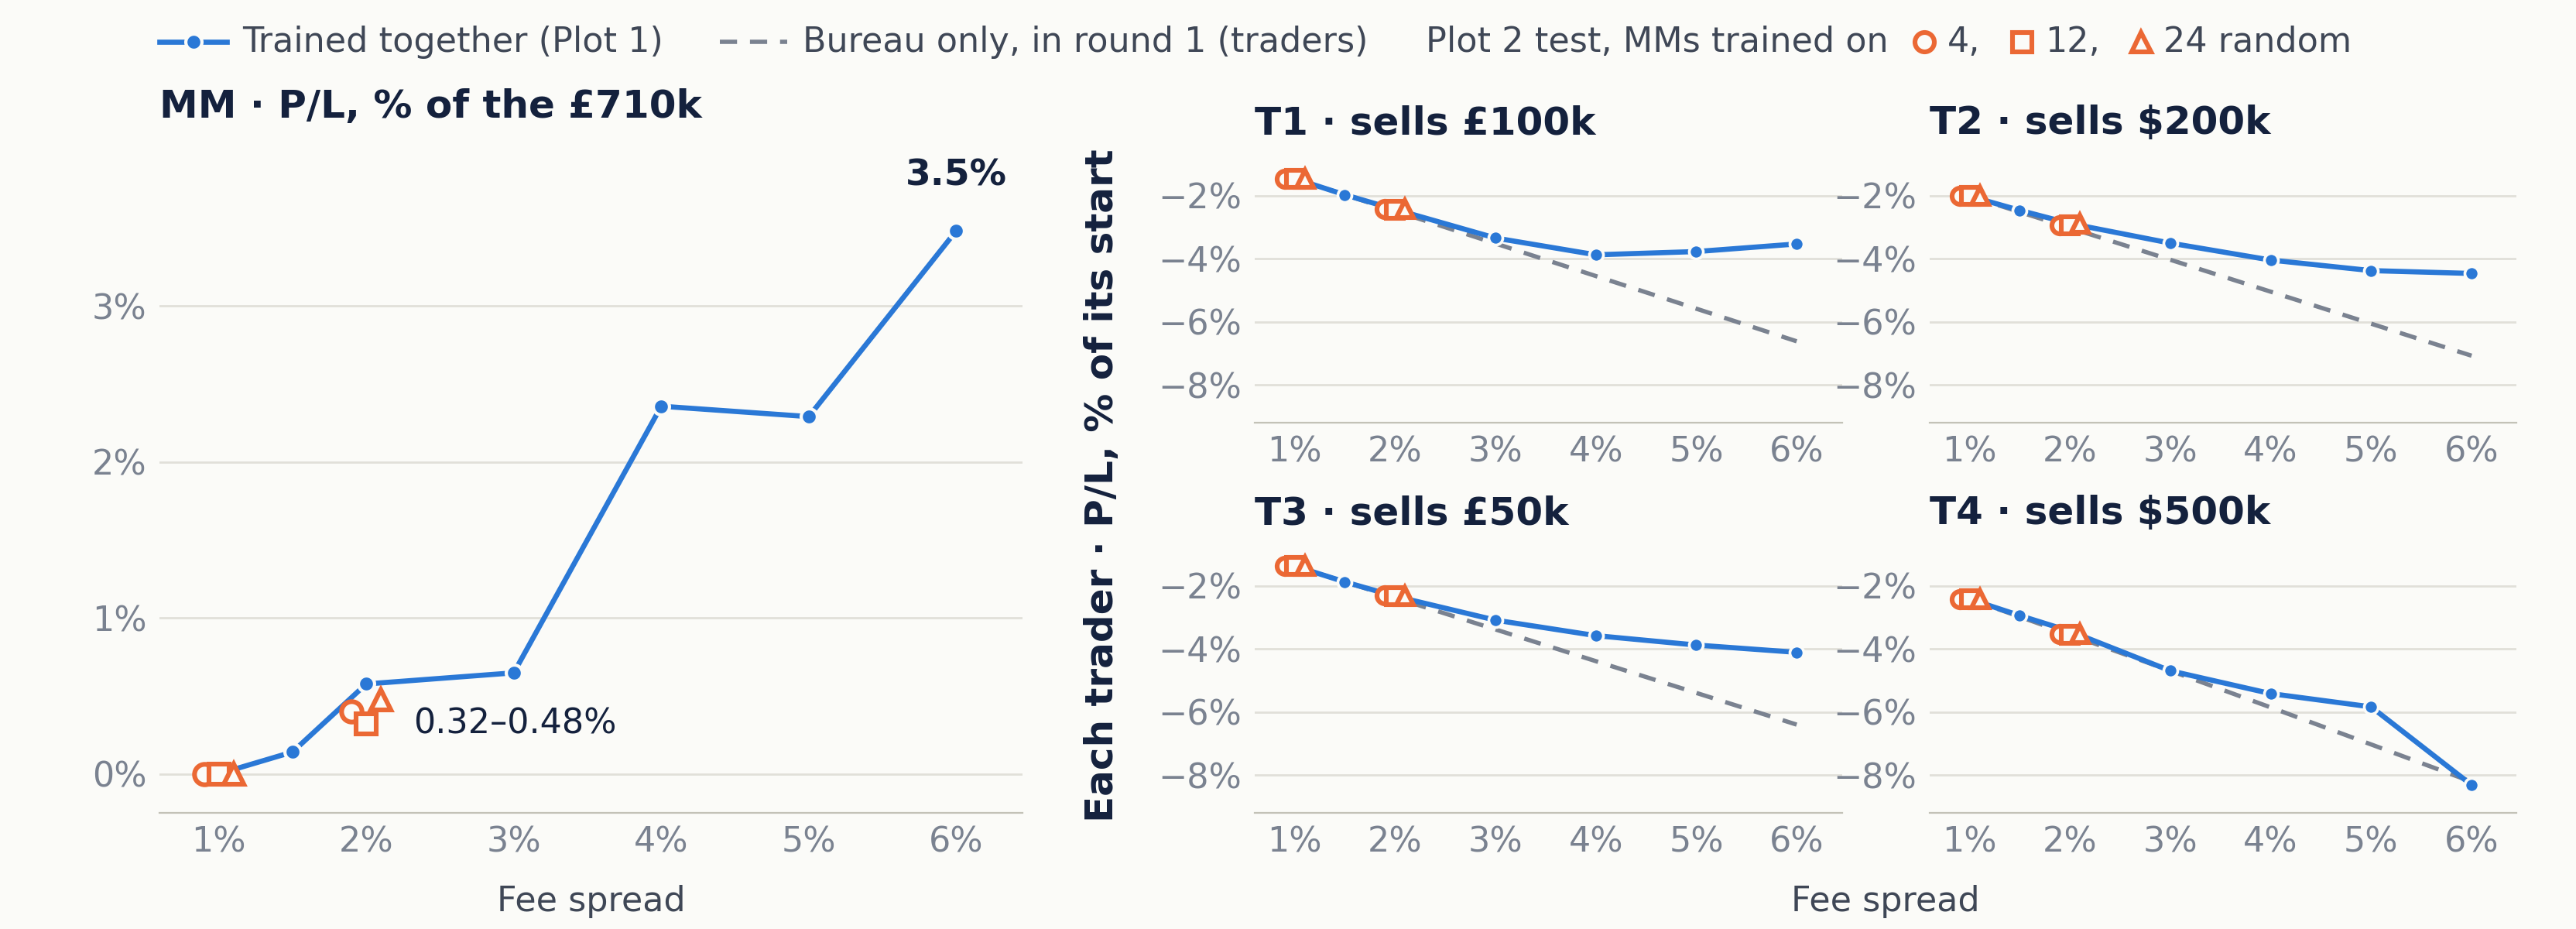 Trained together (Plot 1)
Bureau only, in round 1 (traders)
Plot 2 test, MMs trained on 4, 12, 24 random
MM · P/L, % of the £710k
3.5%
3%
2%
1%
0%
0.32–0.48%
1% 2% 3% 4% 5% 6%
Fee spread
Each trader · P/L, % of its start
T1 · sells £100k
−2%
−4%
−6%
−8%
1% 2% 3% 4% 5% 6%
T2 · sells $200k
−2%
−4%
−6%
−8%
1% 2% 3% 4% 5% 6%
T3 · sells £50k
−2%
−4%
−6%
−8%
1% 2% 3% 4% 5% 6%
T4 · sells $500k
−2%
−4%
−6%
−8%
1% 2% 3% 4% 5% 6%
Fee spread